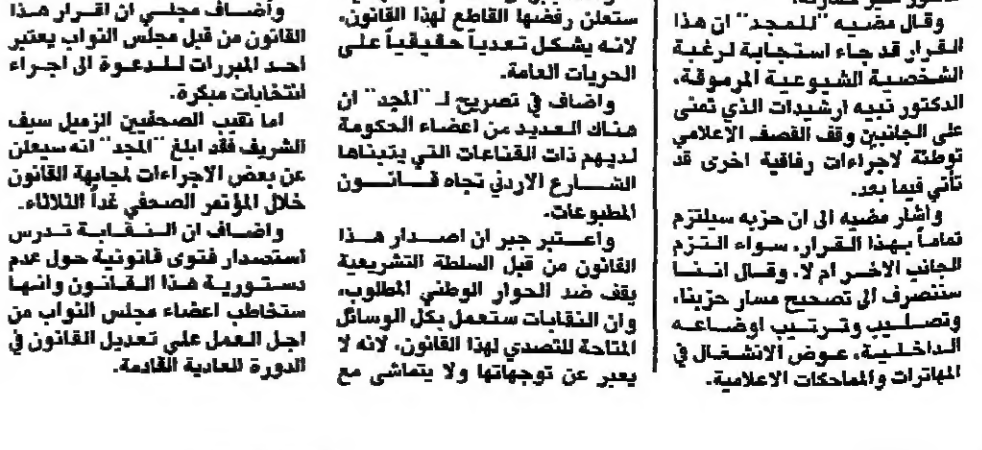 وقال مضيه "للمجد" ان هذا
القرار قد جاء استجابة لرغبة
الشخصية الشيوعية المرموقة،
الدكتور نبيه ارشيدات الذي تمنى
على الجانبين وقف القصف الإعلامي
توطئة لاجراءات رفاقية اخرى قد
تأتي فيما بعد.
واشار مضيه الى ان حزبه سيلتزم
تماماً بهذا القرار، سواء التزم
الجانب الاخر ام لا، وقال اننا
سننصرف الى تصحيح مسار حزبنا،
وتصليب وترتيب اوضاعه
الداخلية، عوض الانشغال في
المهاترات والمماحكات الاعلامية.
ستعلن رفضها القاطع لهذا القانون،
لانه يشكل تعدياً حقيقياً على
الحريات العامة.
واضاف في تصريح لـ "المجد" ان
هناك العديد من اعضاء الحكومة
لديهم ذات القناعات التي يتبناها
الشارع الاردني تجاه قانون
المطبوعات.
واعتبر جبر ان اصدار هذا
القانون من قبل السلطة التشريعية
يقف ضد الحوار الوطني المطلوب،
وان النقابات ستعمل بكل الوسائل
المتاحة للتصدي لهذا القانون، لانه لا
يعبر عن توجهاتها ولا يتماشى مع
وأضاف مجلي ان اقرار هذا
القانون من قبل مجلس النواب يعتبر
احد المبررات للدعوة الى اجراء
انتخابات مبكرة.
اما نقيب الصحفيين الزميل سيف
الشريف فقد ابلغ "المجد" انه سيعلن
عن بعض الاجراءات لمجابهة القانون
خلال المؤتمر الصحفي غداً الثلاثاء.
واضاف ان النقابة تدرس
استصدار فتوى قانونية حول عدم
دستورية هذا القانون وانها
ستخاطب اعضاء مجلس النواب من
اجل العمل على تعديل القانون في
الدورة العادية القادمة.